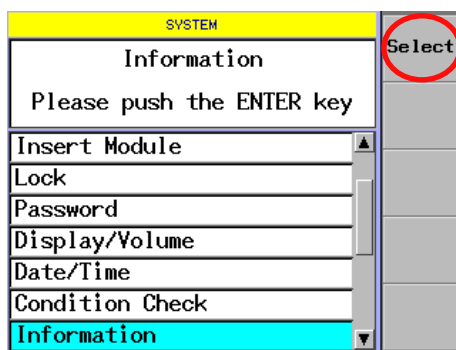 SYSTEM
Information
Please push the ENTER key
Select
Insert Module
Lock
Password
Display/Volume
Date/Time
Condition Check
Information